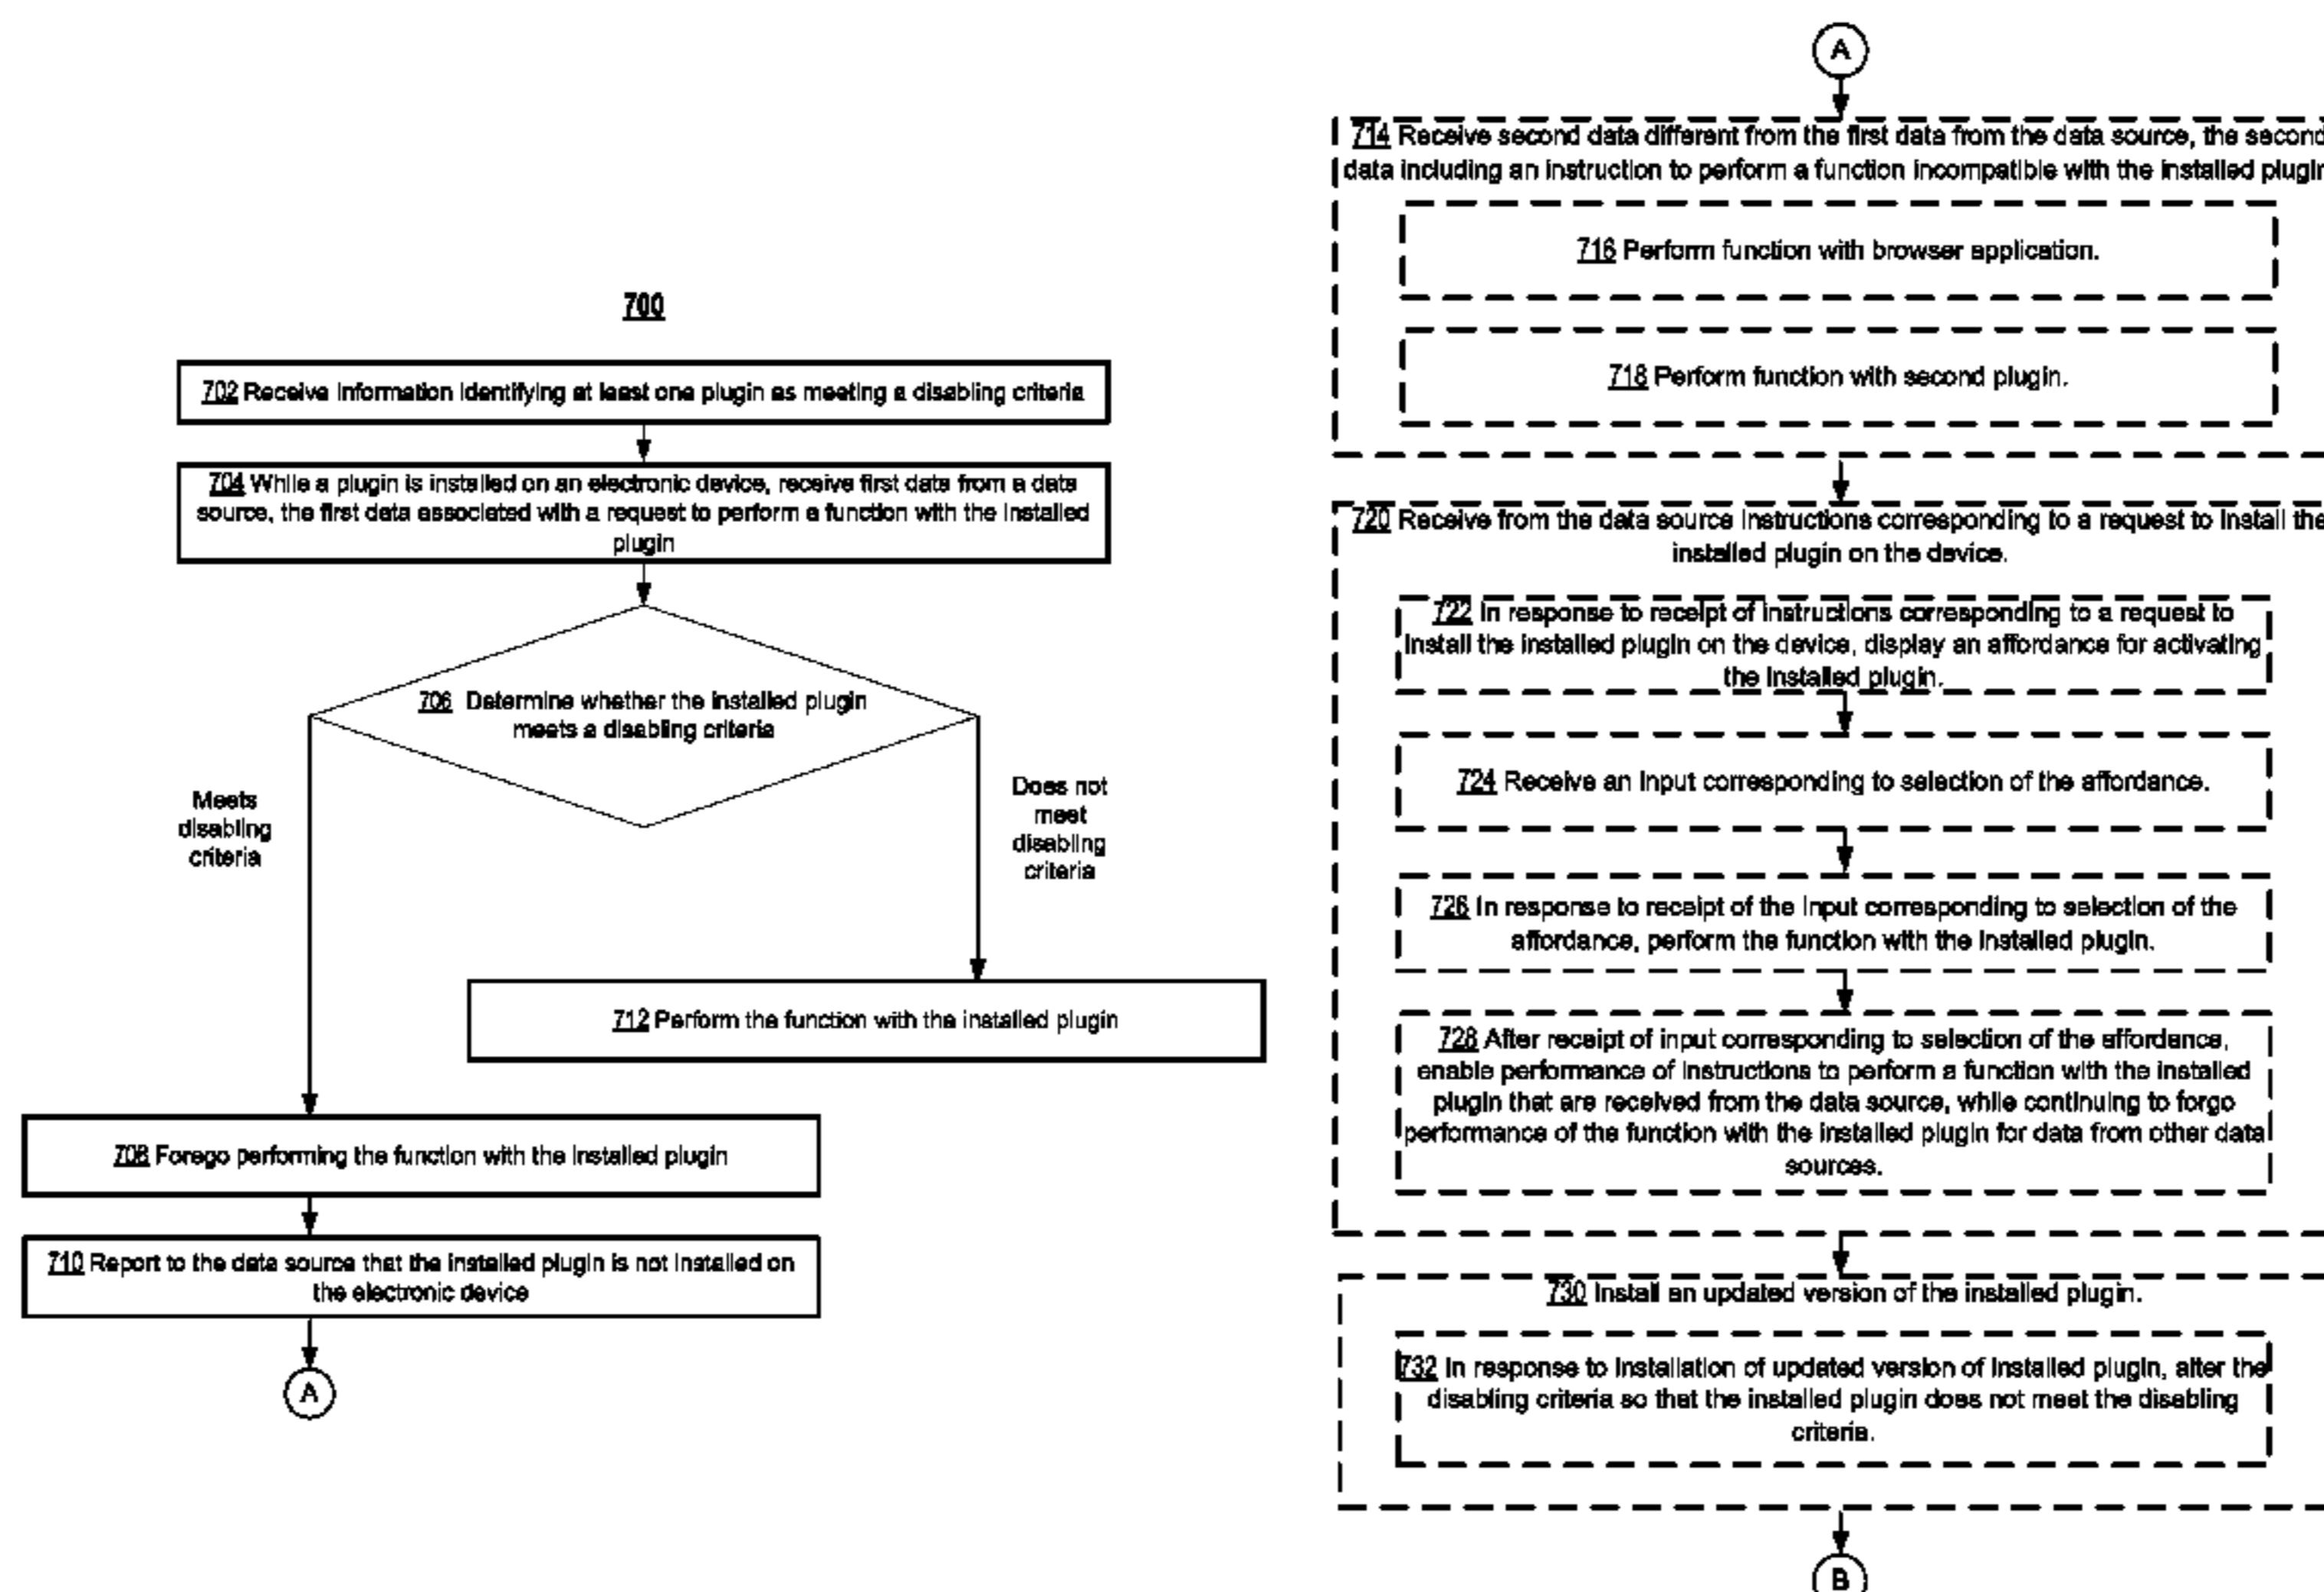 700
702 Receive information identifying at least one plugin as meeting a disabling criteria
704 While a plugin is installed on an electronic device, receive first data from a data
source, the first data associated with a request to perform a function with the installed
plugin
706 Determine whether the installed plugin
meets a disabling criteria
Meets
disabling
criteria
Does not
meet
disabling
criteria
712 Perform the function with the installed plugin
708 Forego performing the function with the installed plugin
710 Report to the data source that the installed plugin is not installed on
the electronic device
A
A
714 Receive second data different from the first data from the data source, the second
data including an instruction to perform a function incompatible with the installed plugin
716 Perform function with browser application.
718 Perform function with second plugin.
720 Receive from the data source instructions corresponding to a request to install the
installed plugin on the device.
722 In response to receipt of instructions corresponding to a request to
install the installed plugin on the device, display an affordance for activating
the installed plugin.
724 Receive an input corresponding to selection of the affordance.
726 In response to receipt of the input corresponding to selection of the
affordance, perform the function with the installed plugin.
728 After receipt of input corresponding to selection of the affordance,
enable performance of instructions to perform a function with the installed
plugin that are received from the data source, while continuing to forgo
performance of the function with the installed plugin for data from other data
sources.
730 Install an updated version of the installed plugin.
732 In response to installation of updated version of installed plugin, alter the
disabling criteria so that the installed plugin does not meet the disabling
criteria.
B